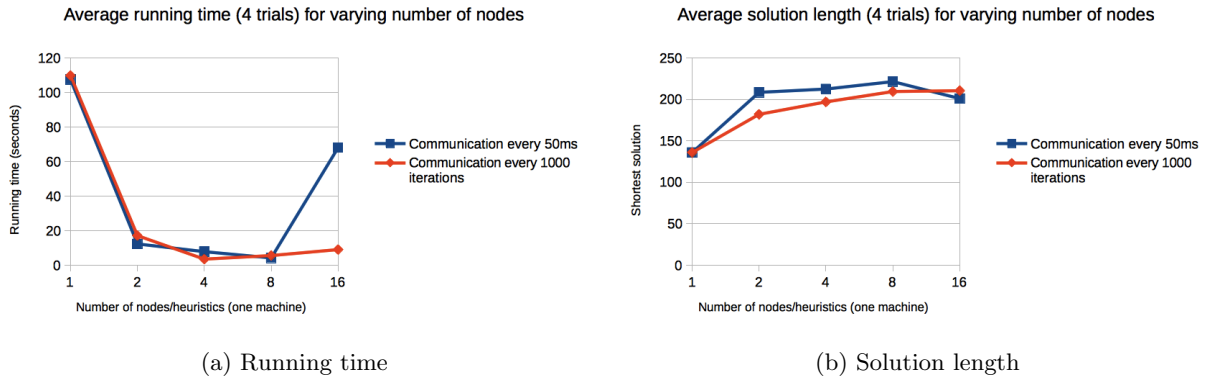 Average running time (4 trials) for varying number of nodes
120
100
80
60
40
20
0
1 2 4 8 16
Running time (seconds)
Number of nodes/heuristics (one machine)
Communication every 50ms
Communication every 1000
iterations
(a) Running time
Average solution length (4 trials) for varying number of nodes
250
200
150
100
50
0
1 2 4 8 16
Shortest solution
Number of nodes/heuristics (one machine)
Communication every 50ms
Communication every 1000
iterations
(b) Solution length